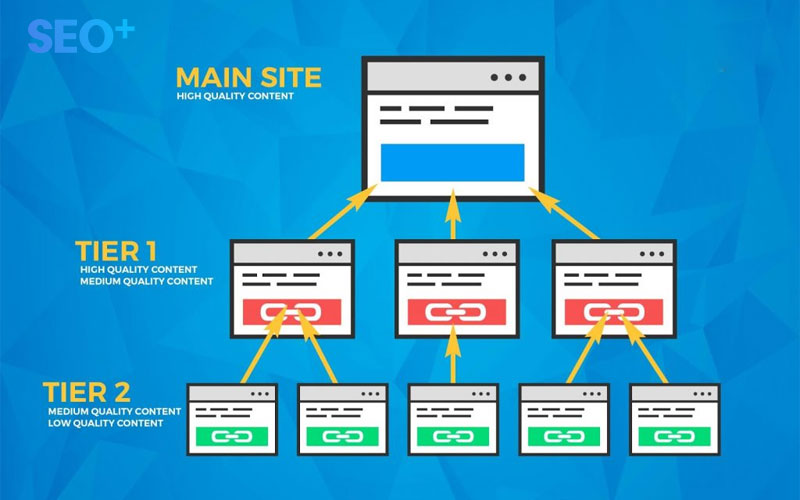 SEO+
MAIN SITE
HIGH QUALITY CONTENT
TIER 1
HIGH QUALITY CONTENT
MEDIUM QUALITY CONTENT
TIER 2
MEDIUM QUALITY CONTENT
LOW QUALITY CONTENT